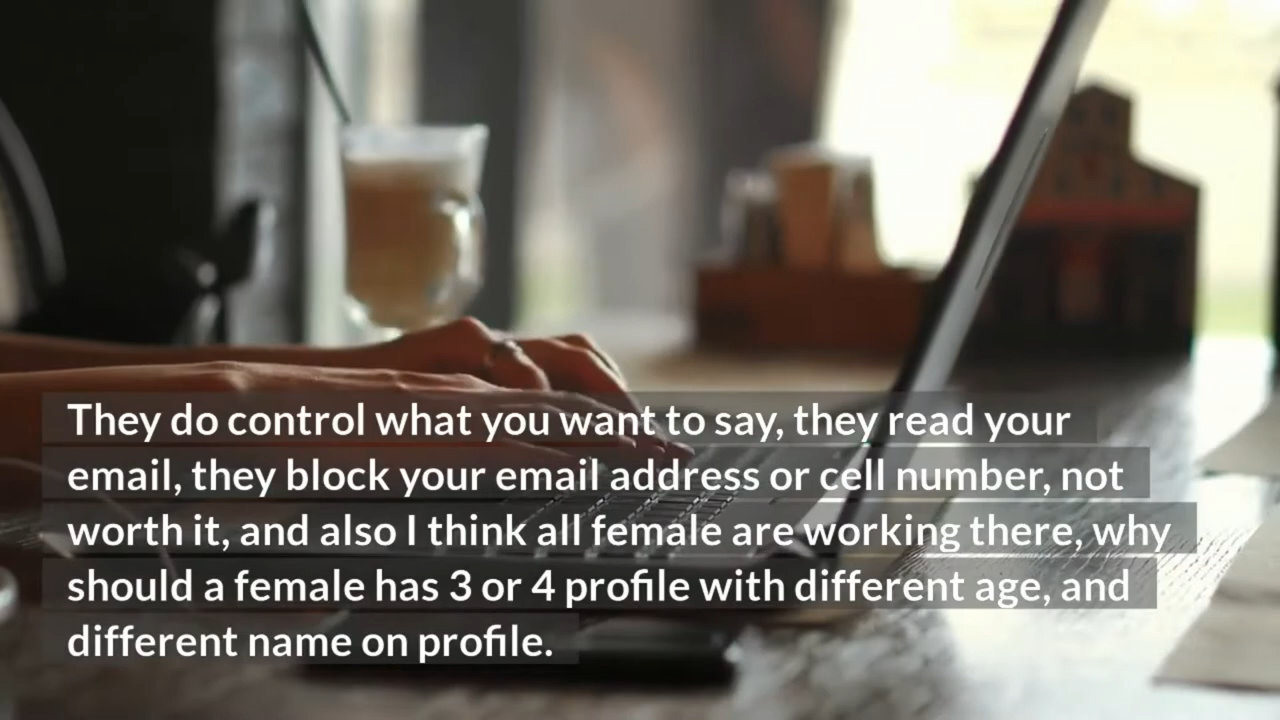 They do control what you want to say, they read your
email, they block your email address or cell number, not
worth it, and also I think all female are working there, why
should a female has 3 or 4 profile with different age, and
different name on profile.